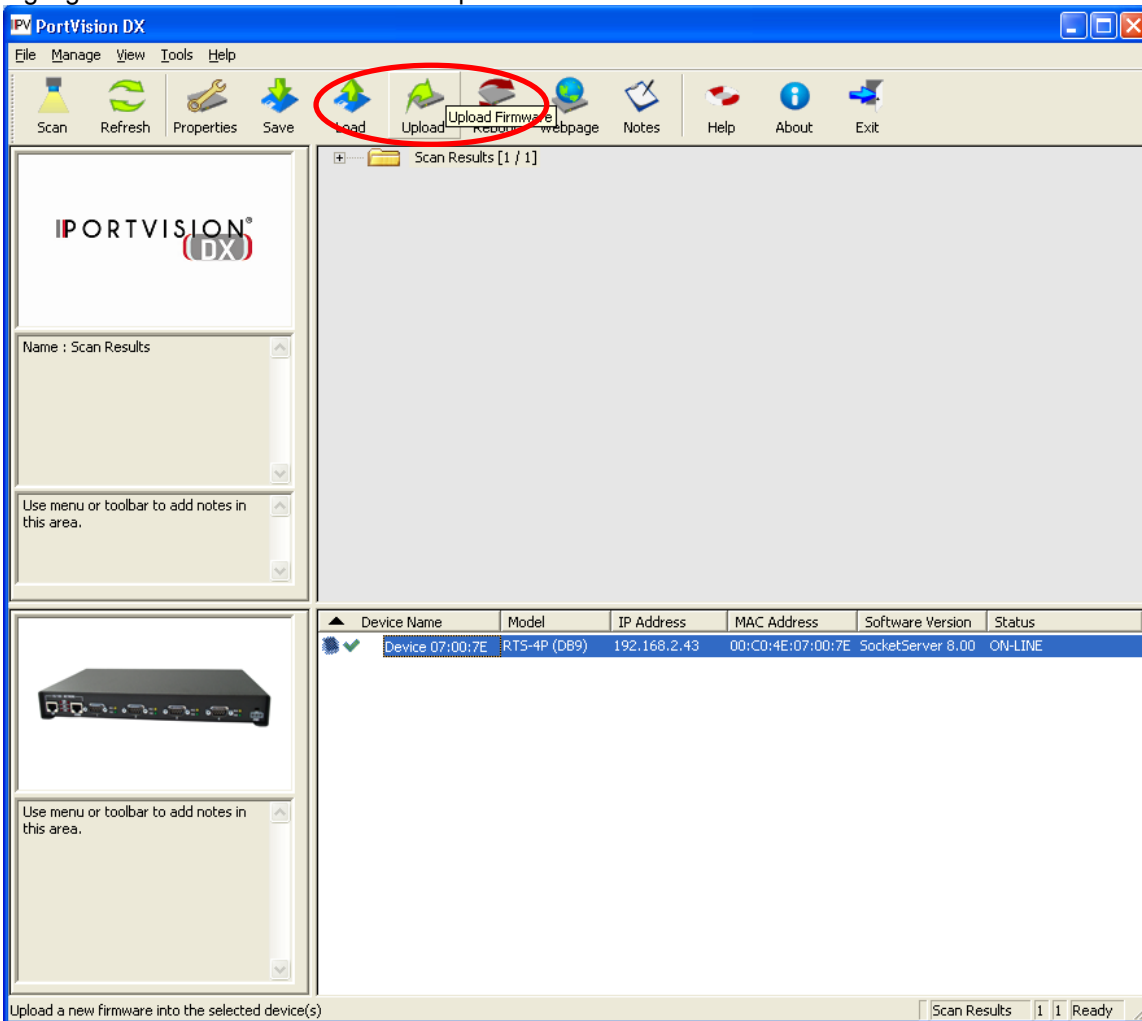 PV PortVision DX
File Manage View Tools Help
Scan Refresh Properties Save Load Upload Reboot Webpage Notes Help About Exit
Upload Firmware
Scan Results [1 / 1]
PORTVISION®
(DX)
Name : Scan Results
Use menu or toolbar to add notes in
this area.
Device Name Model IP Address MAC Address Software Version Status
Device 07:00:7E RTS-4P (DB9) 192.168.2.43 00:C0:4E:07:00:7E SocketServer 8.00 ON-LINE
Use menu or toolbar to add notes in
this area.
Upload a new firmware into the selected device(s) Scan Results 1 1 Ready